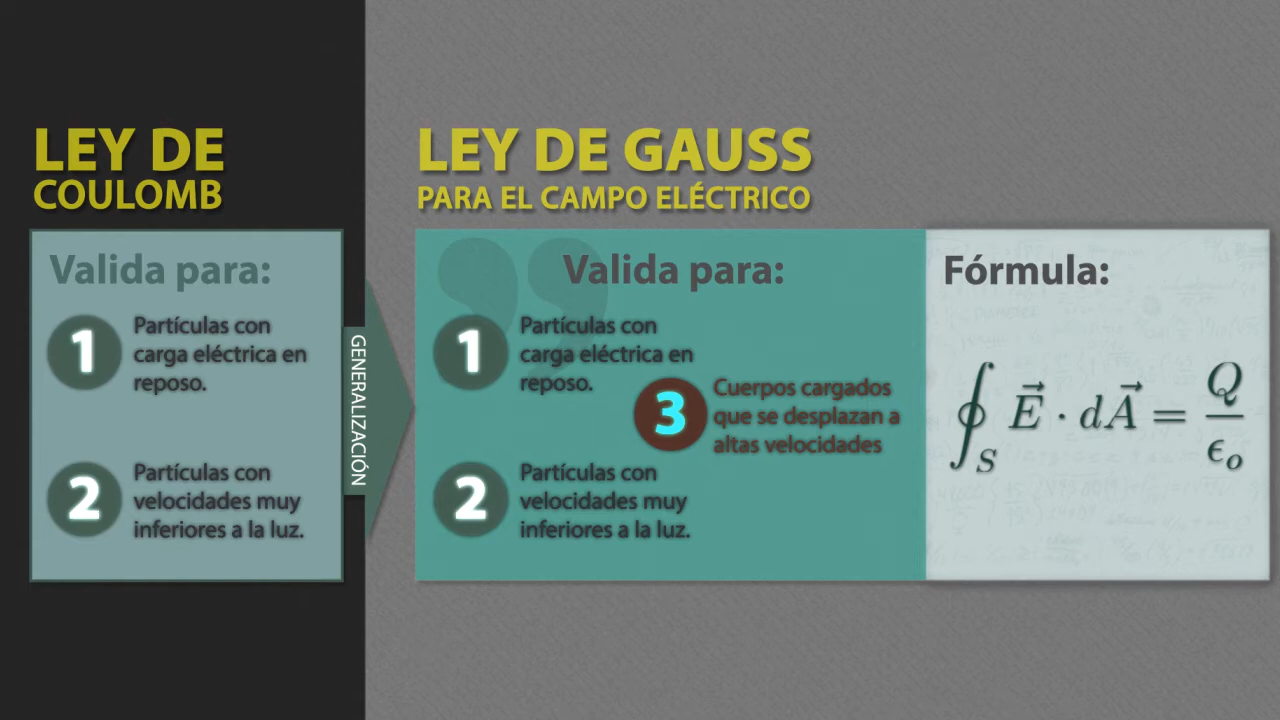 LEY DE
COULOMB
Valida para:
1
Partículas con
carga eléctrica en
reposo.
2
Partículas con
velocidades muy
inferiores a la luz.
GENERALIZACIÓN
LEY DE GAUSS
PARA EL CAMPO ELÉCTRICO
Valida para:
1
Partículas con
carga eléctrica en
reposo.
3
Cuerpos cargados
que se desplazan a
altas velocidades
2
Partículas con
velocidades muy
inferiores a la luz.
Fórmula:
∮_S E⃗ · dA⃗ = Q/ϵ_o